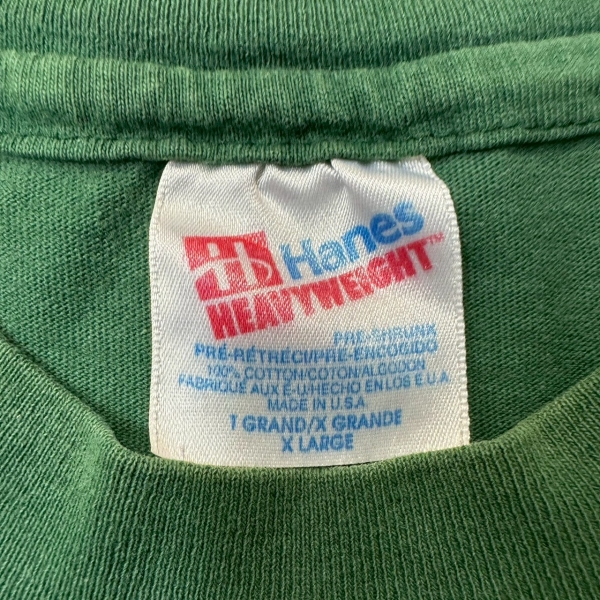 Hanes
HEAVYWEIGHT™
PRE-SHRUNK
PRÉ-RÉTRÉCI/PRE-ENCOGIDO
100% COTTON/COTON/ALGODON
FABRIQUÉ AUX É-U/HECHO EN LOS E.U.A.
MADE IN U.S.A.
T GRAND/X GRANDE
X LARGE